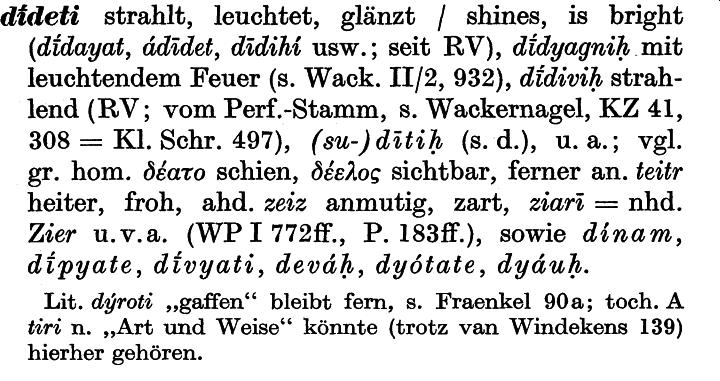 dī́deti strahlt, leuchtet, glänzt / shines, is bright
(dī́dayat, ádīdet, dīdihí usw.; seit RV), dī́dyagniḥ mit
leuchtendem Feuer (s. Wack. II/2, 932), dī́diviḥ strah-
lend (RV; vom Perf.-Stamm, s. Wackernagel, KZ 41,
308 = Kl. Schr. 497), (su-)dītiḥ (s. d.), u. a.; vgl.
gr. hom. δέατο schien, δέελος sichtbar, ferner an. teitr
heiter, froh, ahd. zeiz anmutig, zart, ziarī = nhd.
Zier u. v. a. (WP I 772ff., P. 183ff.), sowie dínam,
dī́pyate, dī́vyati, deváḥ, dyótate, dyáuḥ.
Lit. dýroti „gaffen“ bleibt fern, s. Fraenkel 90a; toch. A
tiri n. „Art und Weise“ könnte (trotz van Windekens 139)
hierher gehören.